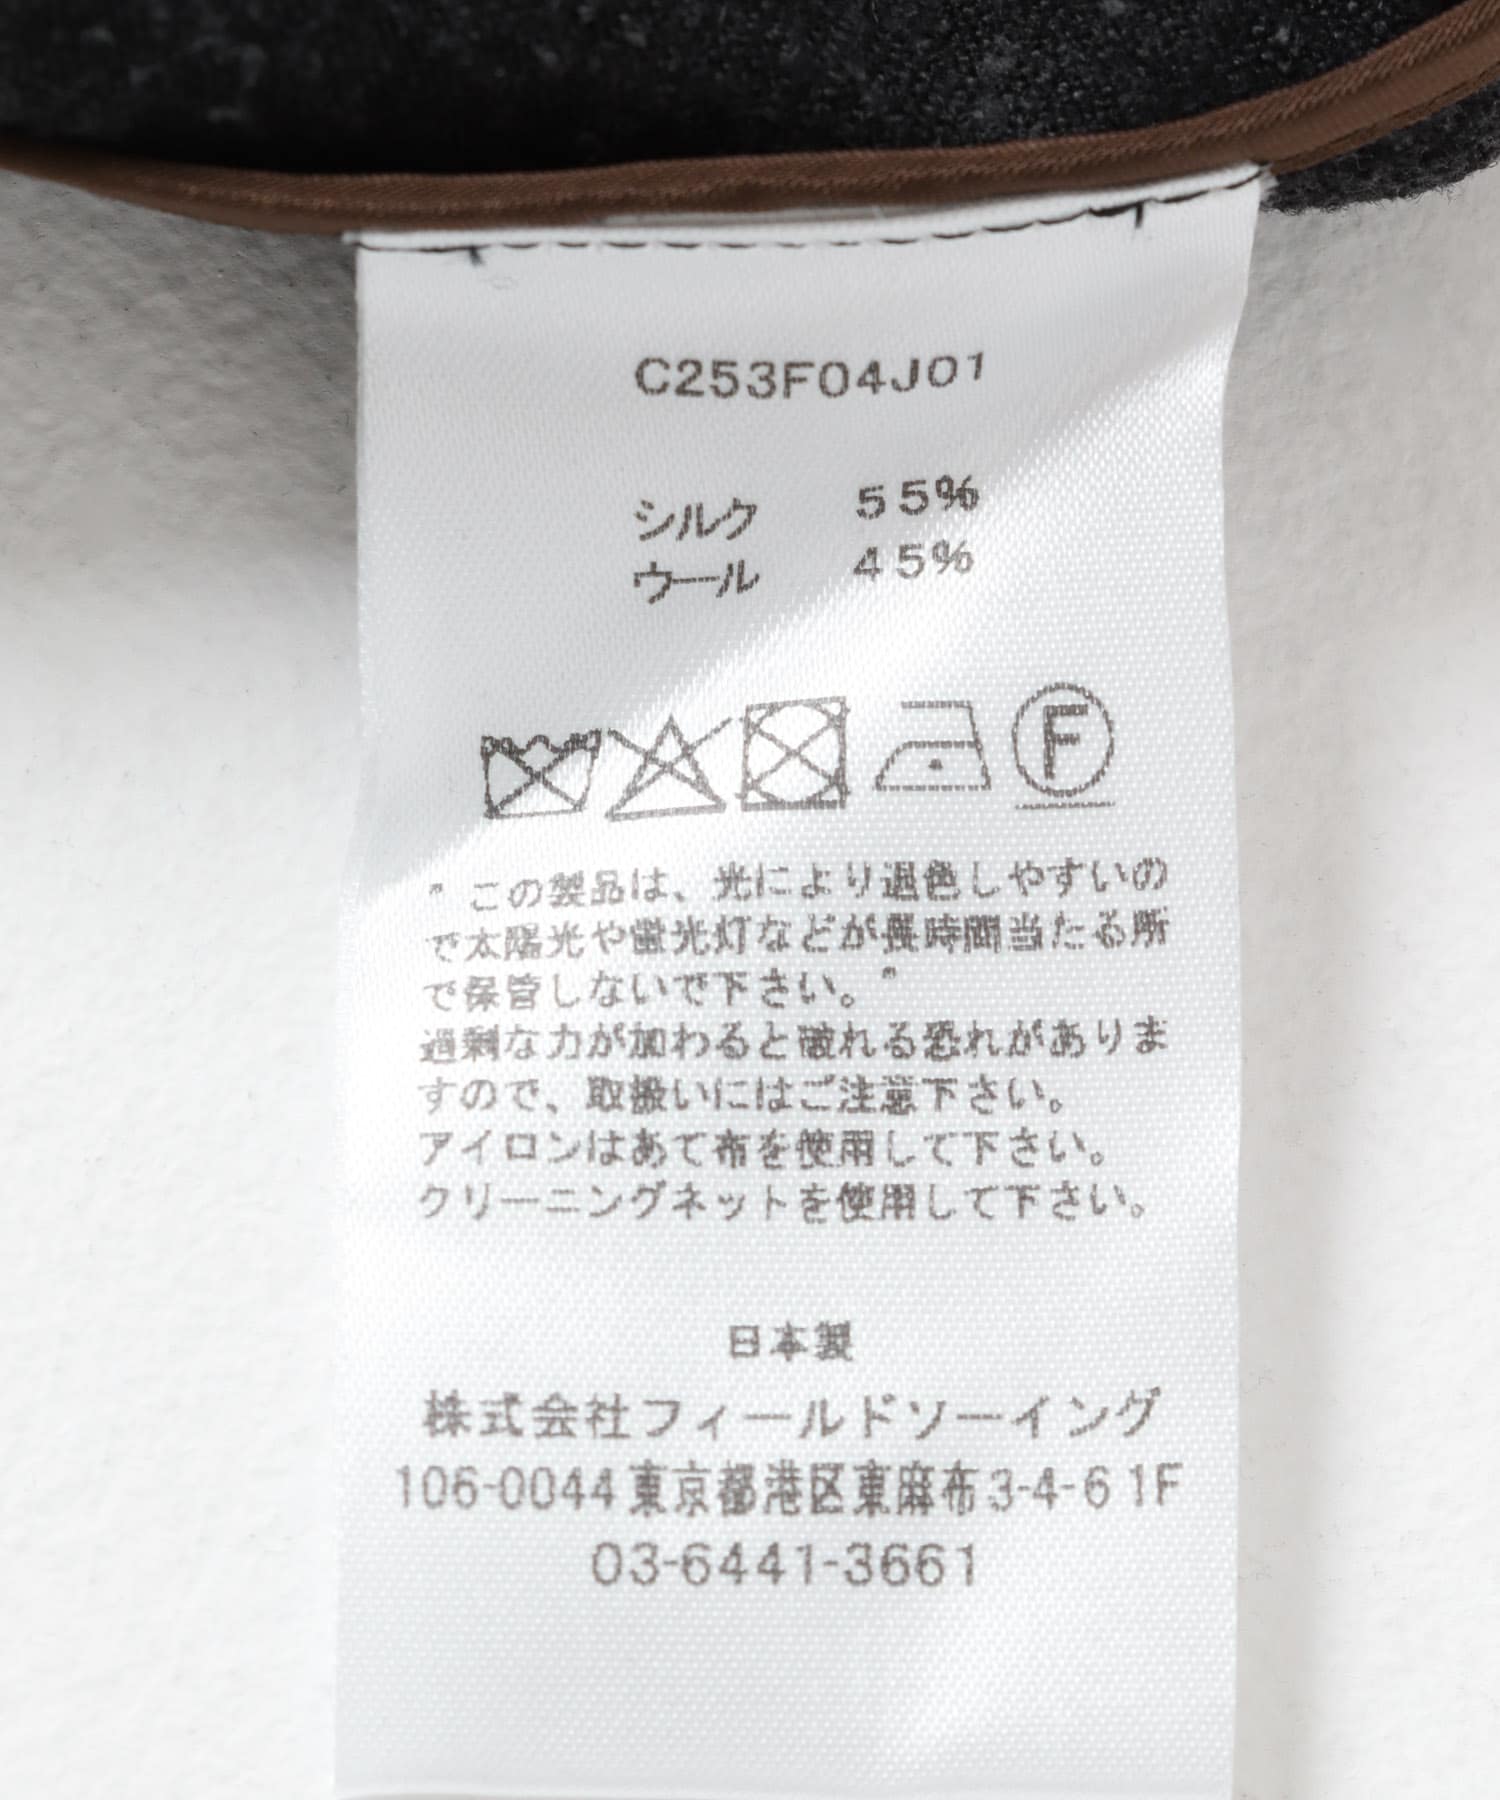 C253F04J01
シルク 55%
ウール 45%
F
" この製品は、光により退色しやすいの
で太陽光や蛍光灯などが長時間当たる所
で保管しないで下さい。"
過剰な力が加わると破れる恐れがありま
すので、取扱いにはご注意下さい。
アイロンはあて布を使用して下さい。
クリーニングネットを使用して下さい。
日本製
株式会社フィールドソーイング
106-0044東京都港区東麻布3-4-6 1F
03-6441-3661